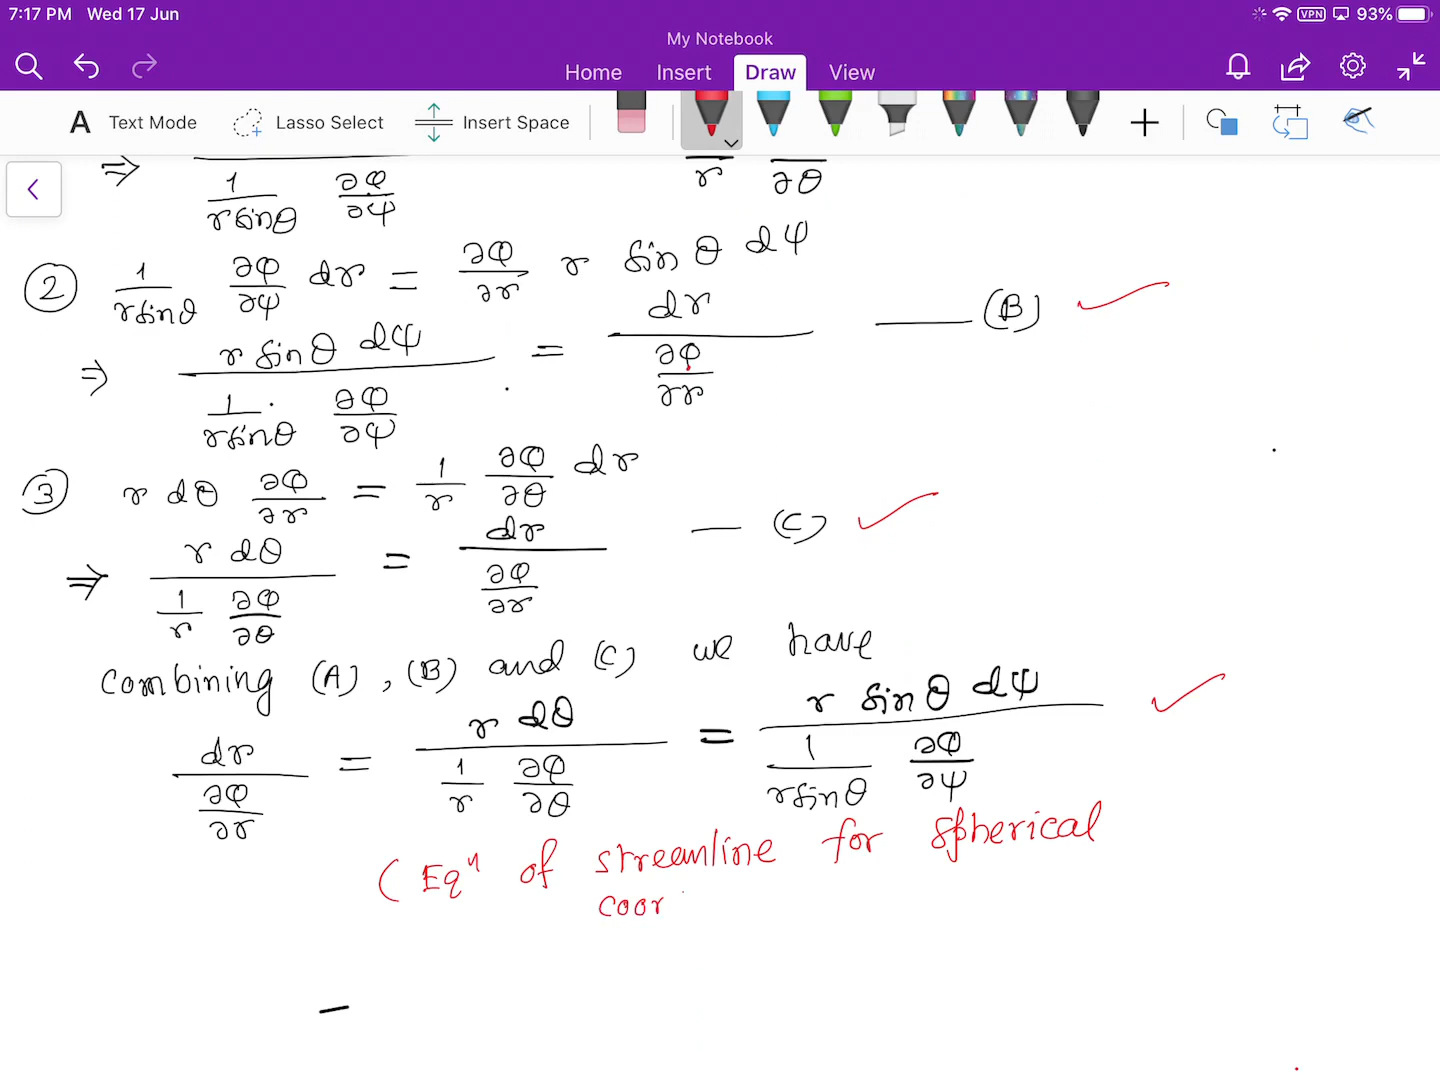 7:17 PM Wed 17 Jun
VPN 93%
My Notebook
Home Insert Draw View
A Text Mode Lasso Select Insert Space
⇒ 1/(r sinθ) ∂φ/∂ψ r ∂θ
② 1/(r sinθ) ∂φ/∂ψ dr = ∂φ/∂r r sin θ dψ
⇒ (r sinθ dψ)/(1/(r sinθ) ∂φ/∂ψ) = dr/(∂φ/∂r) — (B)
③ r dθ ∂φ/∂r = 1/r ∂φ/∂θ dr
⇒ (r dθ)/(1/r ∂φ/∂θ) = dr/(∂φ/∂r) — (C)
combining (A), (B) and (C) we have
dr/(∂φ/∂r) = (r dθ)/(1/r ∂φ/∂θ) = (r sinθ dψ)/(1/(r sinθ) ∂φ/∂ψ)
(Eqⁿ of streamline for spherical
coor